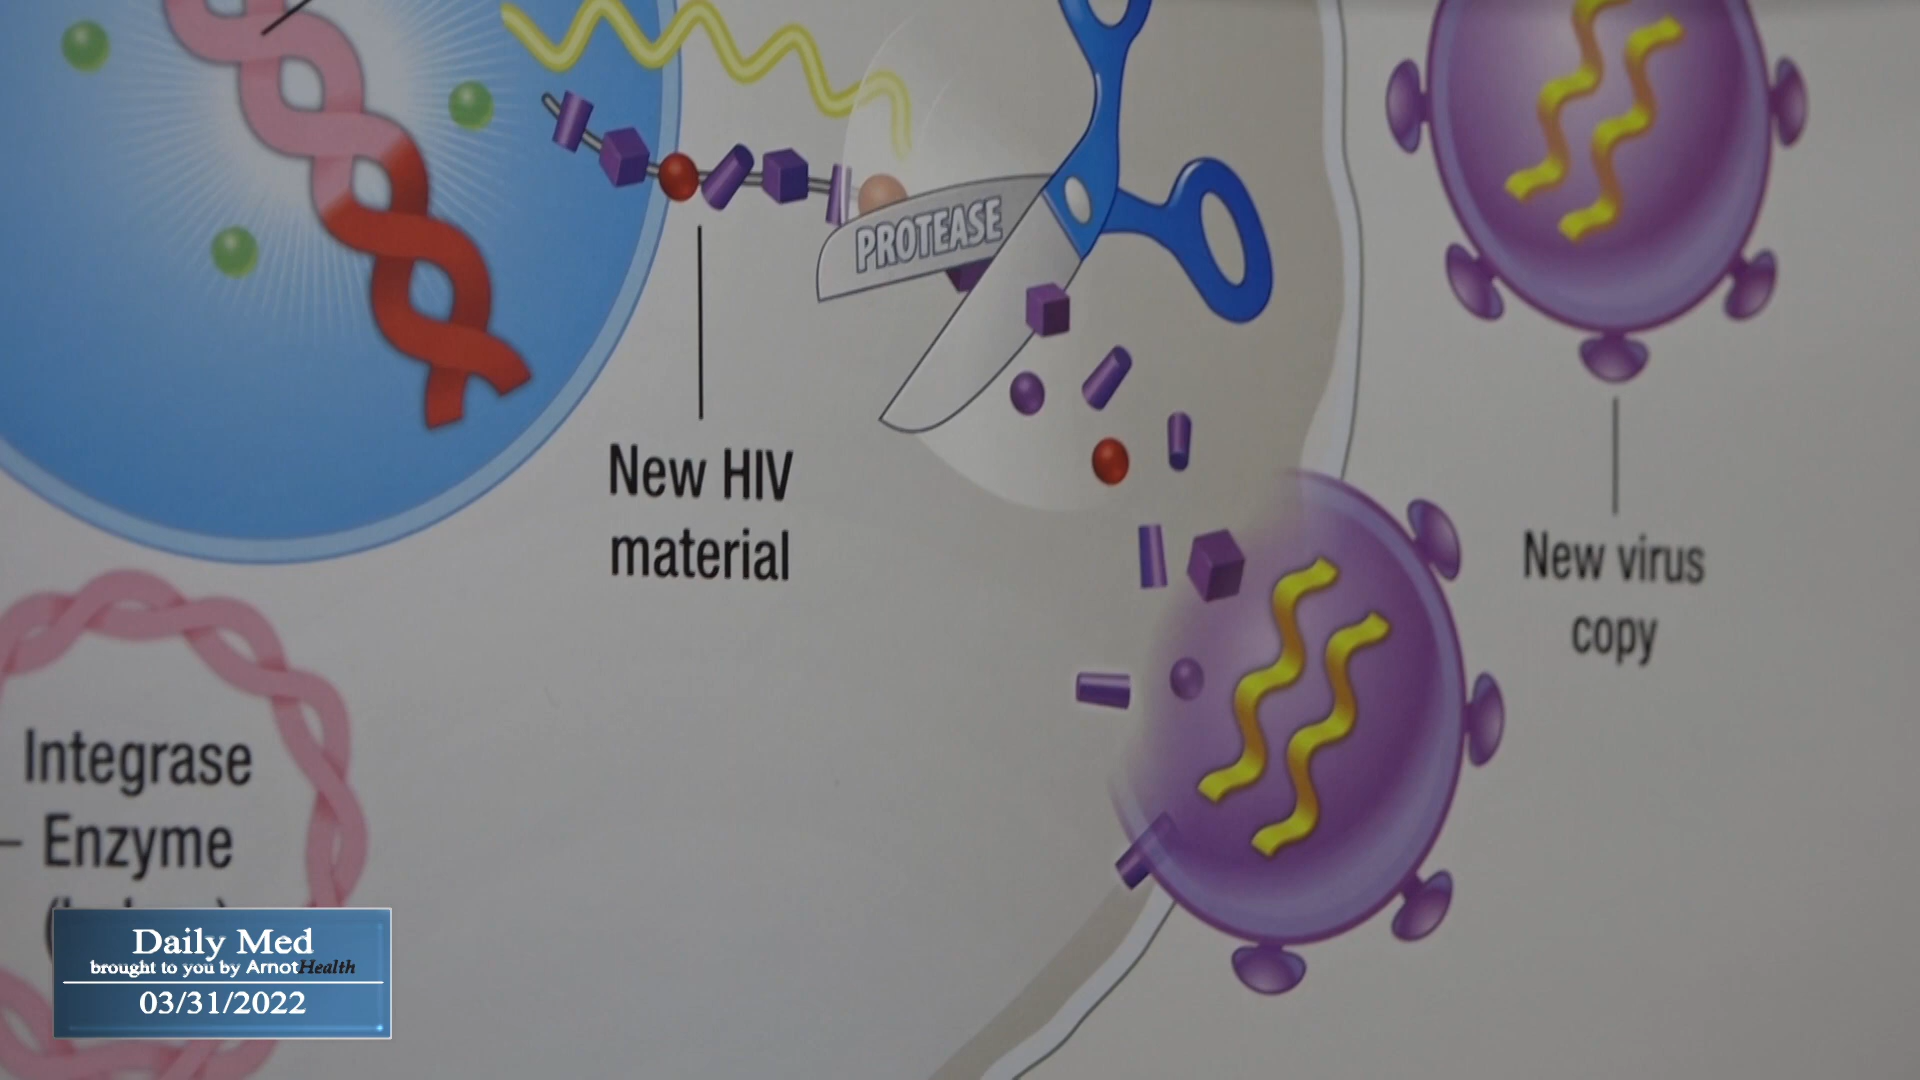 PROTEASE
New HIV
material
New virus
copy
Integrase
Enzyme
Daily Med
brought to you by ArnotHealth
03/31/2022